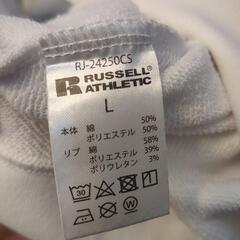 RJ-24250CS
R RUSSELL
ATHLETIC
L
本体 綿 50%
ポリエステル 50%
リブ 綿 58%
ポリエステル 39%
ポリウレタン 3%
30
W